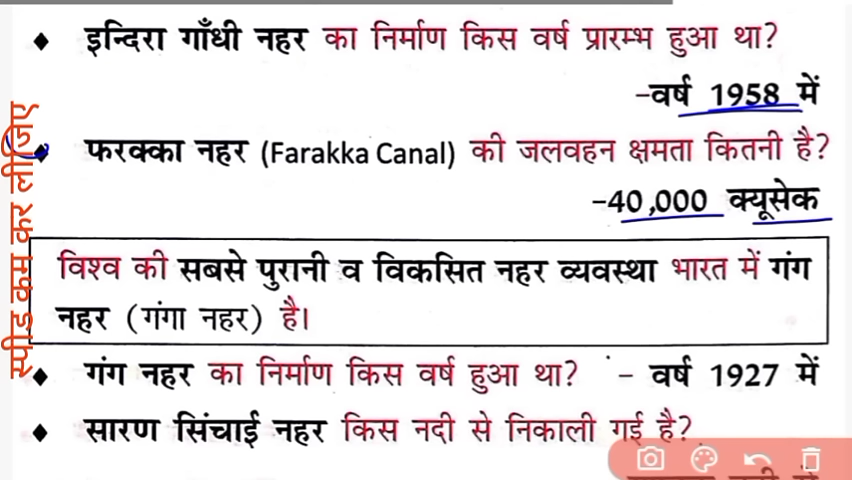 ♦ इन्दिरा गाँधी नहर का निर्माण किस वर्ष प्रारम्भ हुआ था?
–वर्ष 1958 में
♦ फरक्का नहर (Farakka Canal) की जलवहन क्षमता कितनी है?
–40,000 क्यूसेक
विश्व की सबसे पुरानी व विकसित नहर व्यवस्था भारत में गंग
नहर (गंगा नहर) है।
♦ गंग नहर का निर्माण किस वर्ष हुआ था? – वर्ष 1927 में
♦ सारण सिंचाई नहर किस नदी से निकाली गई है?
स्पीड कम कर लीजिए